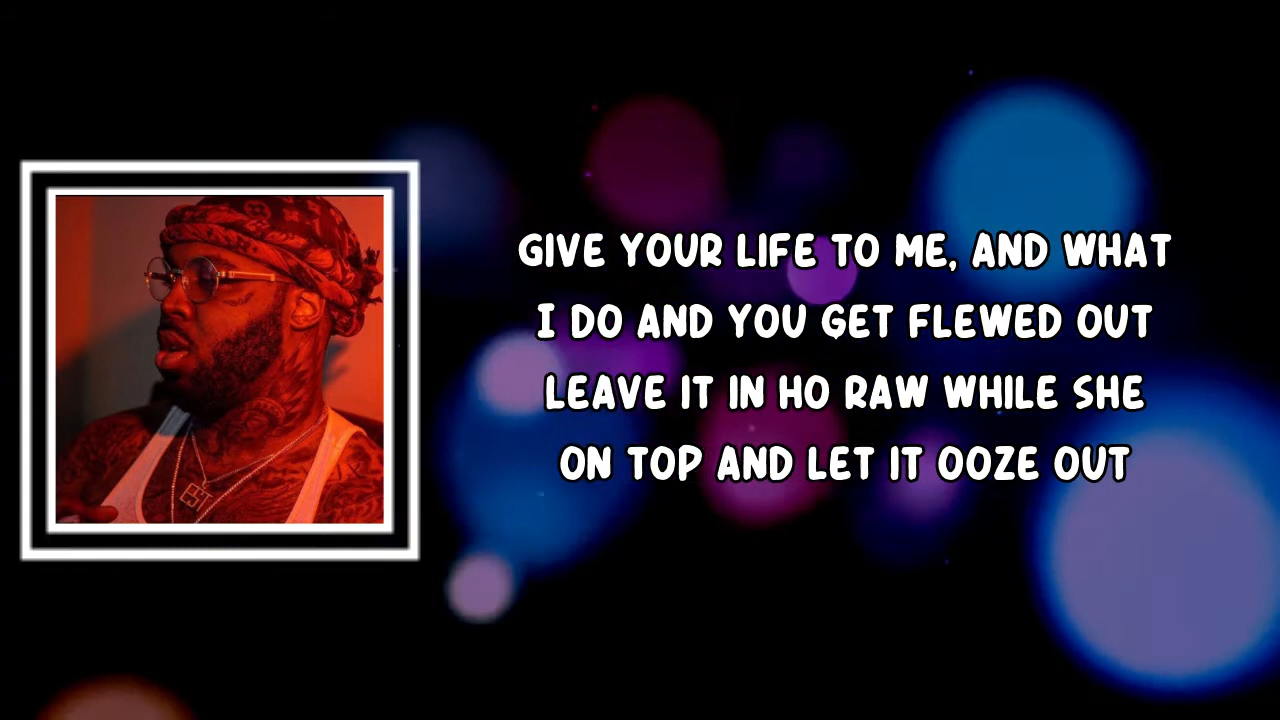 GIVE YOUR LIFE TO ME, AND WHAT
I DO AND YOU GET FLEWED OUT
LEAVE IT IN HO RAW WHILE SHE
ON TOP AND LET IT OOZE OUT